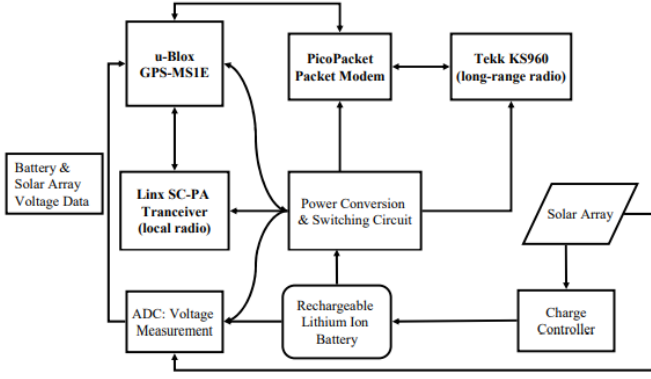 u-Blox
GPS-MS1E
PicoPacket
Packet Modem
Tekk KS960
(long-range radio)
Battery &
Solar Array
Voltage Data
Linx SC-PA
Tranceiver
(local radio)
Power Conversion
& Switching Circuit
Solar Array
ADC: Voltage
Measurement
Rechargeable
Lithium Ion
Battery
Charge
Controller